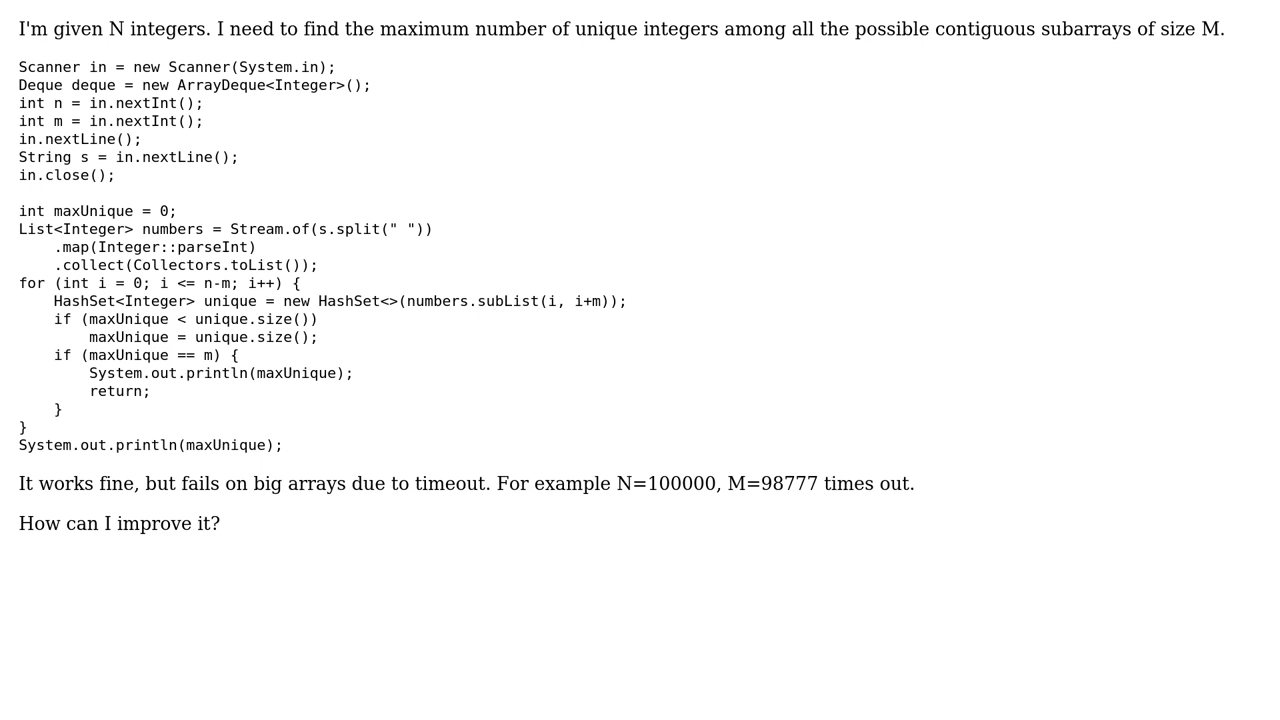 I'm given N integers. I need to find the maximum number of unique integers among all the possible contiguous subarrays of size M.
Scanner in = new Scanner(System.in);
Deque deque = new ArrayDeque<Integer>();
int n = in.nextInt();
int m = in.nextInt();
in.nextLine();
String s = in.nextLine();
in.close();

int maxUnique = 0;
List<Integer> numbers = Stream.of(s.split(" "))
    .map(Integer::parseInt)
    .collect(Collectors.toList());
for (int i = 0; i <= n-m; i++) {
    HashSet<Integer> unique = new HashSet<>(numbers.subList(i, i+m));
    if (maxUnique < unique.size())
        maxUnique = unique.size();
    if (maxUnique == m) {
        System.out.println(maxUnique);
        return;
    }
}
System.out.println(maxUnique);
It works fine, but fails on big arrays due to timeout. For example N=100000, M=98777 times out.
How can I improve it?